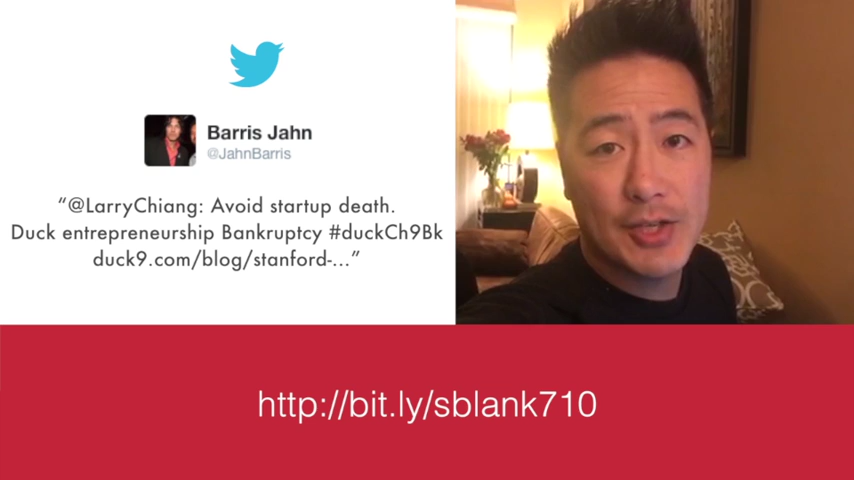 Barris Jahn
@JahnBarris
“@LarryChiang: Avoid startup death.
Duck entrepreneurship Bankruptcy #duckCh9Bk
duck9.com/blog/stanford-...”
http://bit.ly/sblank710